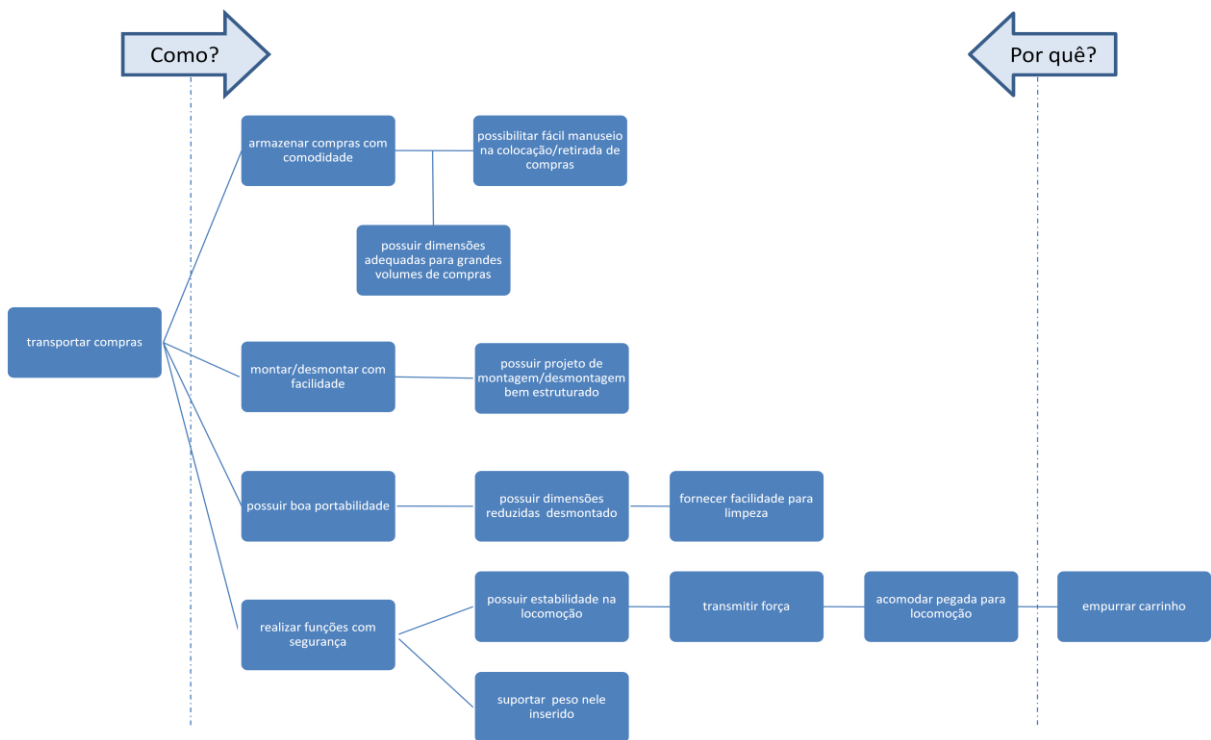 Como?
Por quê?
armazenar compras com
comodidade
possibilitar fácil manuseio
na colocação/retirada de
compras
possuir dimensões
adequadas para grandes
volumes de compras
transportar compras
montar/desmontar com
facilidade
possuir projeto de
montagem/desmontagem
bem estruturado
possuir boa portabilidade
possuir dimensões
reduzidas desmontado
fornecer facilidade para
limpeza
realizar funções com
segurança
possuir estabilidade na
locomoção
transmitir força
acomodar pegada para
locomoção
empurrar carrinho
suportar peso nele
inserido